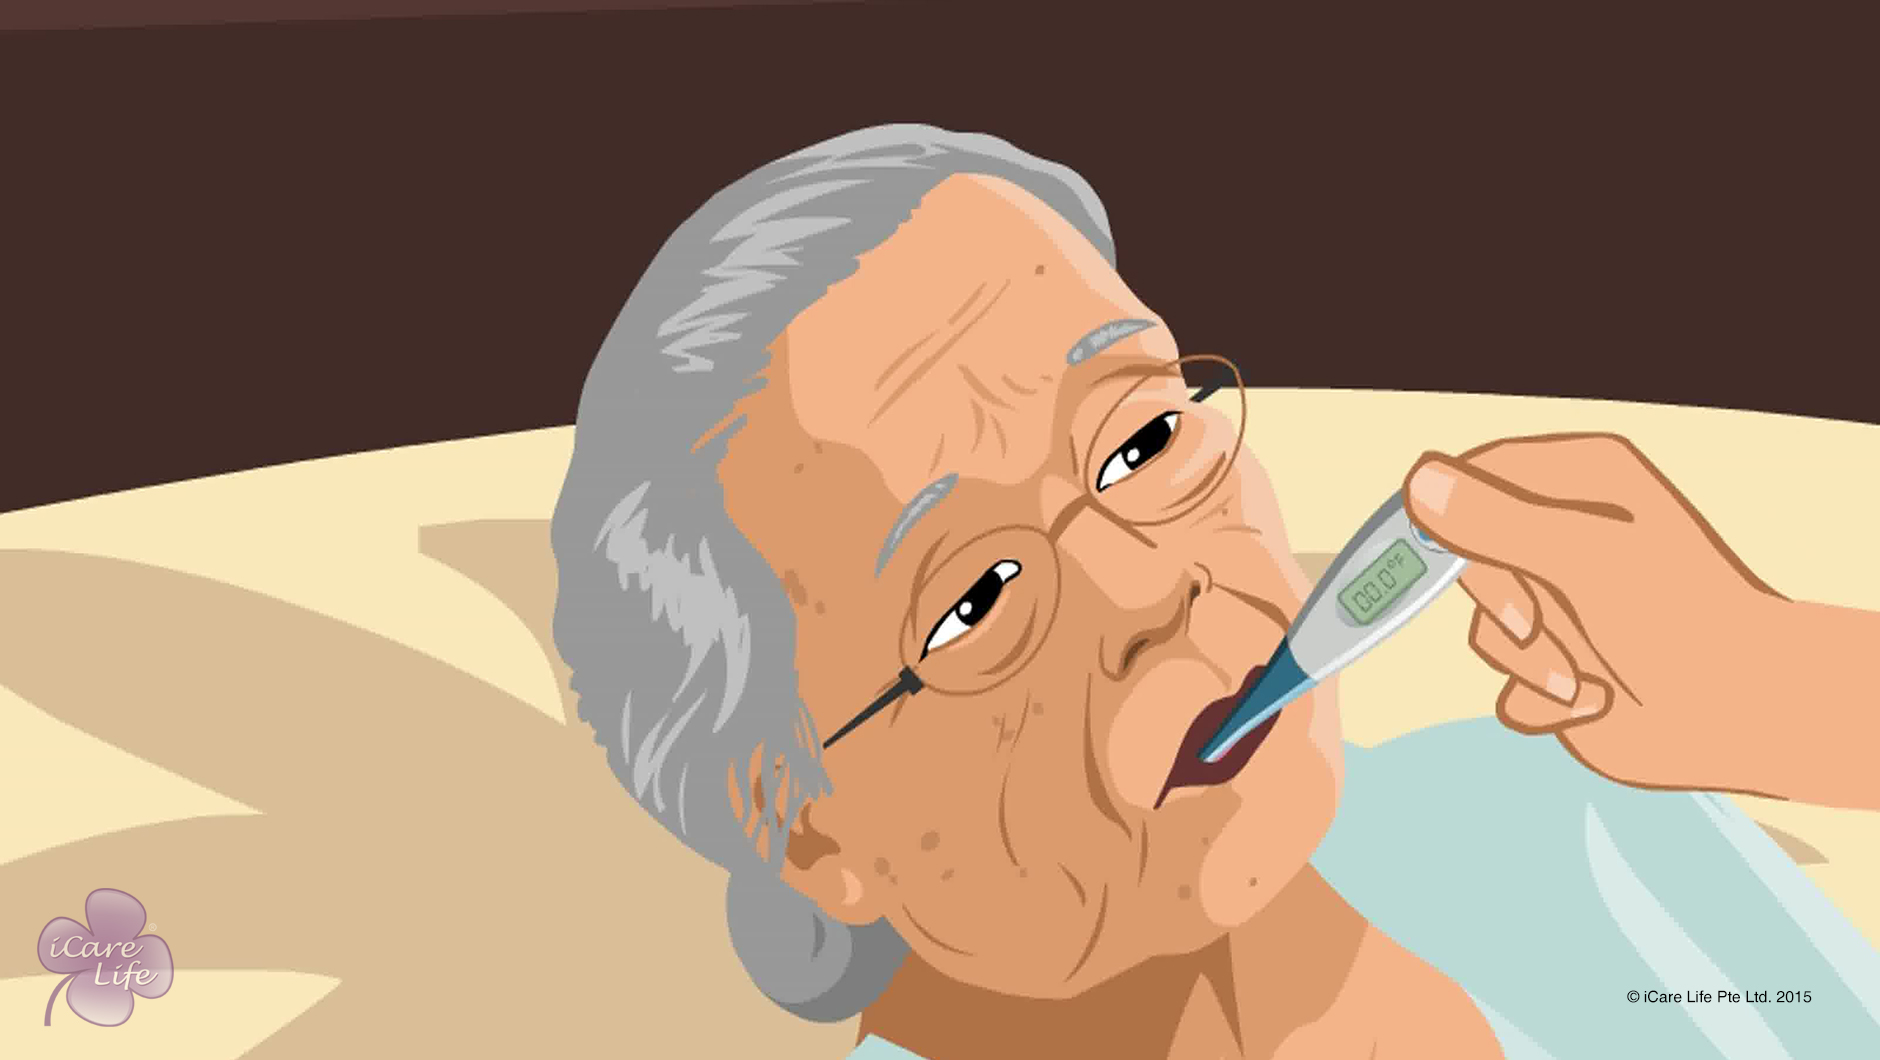 00.0°F
iCare
Life
© iCare Life Pte Ltd. 2015